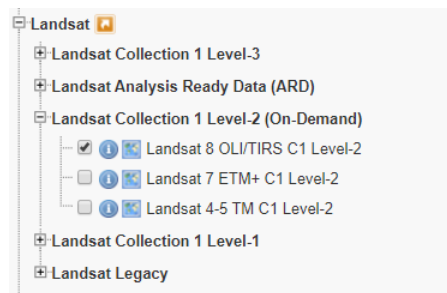 Landsat
Landsat Collection 1 Level-3
Landsat Analysis Ready Data (ARD)
Landsat Collection 1 Level-2 (On-Demand)
Landsat 8 OLI/TIRS C1 Level-2
Landsat 7 ETM+ C1 Level-2
Landsat 4-5 TM C1 Level-2
Landsat Collection 1 Level-1
Landsat Legacy